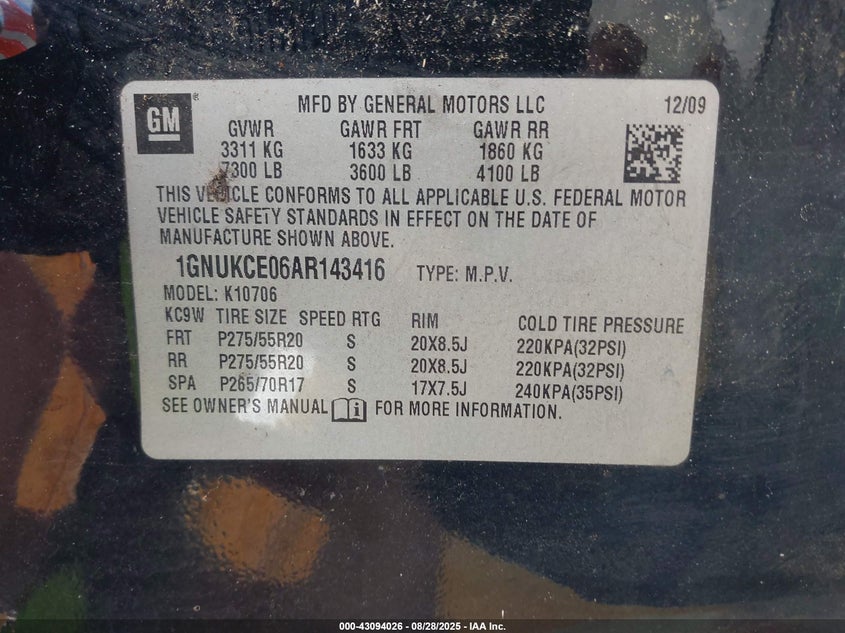 GM ® MFD BY GENERAL MOTORS LLC 12/09
GVWR GAWR FRT GAWR RR
3311 KG 1633 KG 1860 KG
7300 LB 3600 LB 4100 LB
THIS VEHICLE CONFORMS TO ALL APPLICABLE U.S. FEDERAL MOTOR
VEHICLE SAFETY STANDARDS IN EFFECT ON THE DATE OF
MANUFACTURE SHOWN ABOVE.
1GNUKCE06AR143416 TYPE: M.P.V.
MODEL: K10706
KC9W TIRE SIZE SPEED RTG RIM COLD TIRE PRESSURE
FRT P275/55R20 S 20X8.5J 220KPA(32PSI)
RR P275/55R20 S 20X8.5J 220KPA(32PSI)
SPA P265/70R17 S 17X7.5J 240KPA(35PSI)
SEE OWNER'S MANUAL i FOR MORE INFORMATION.
000-43094026 - 08/28/2025 - IAA Inc.